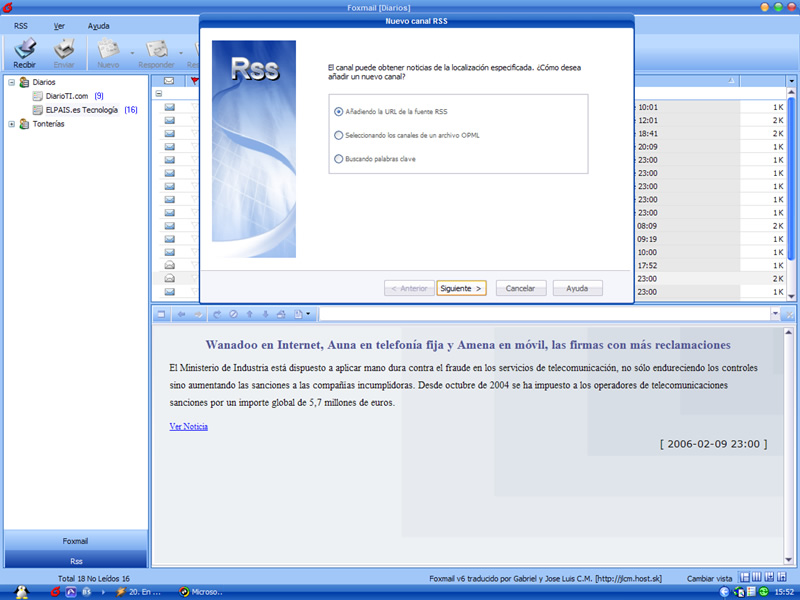 Foxmail [Diarios]
RSS Ver Ayuda
Recibir Enviar Nuevo Responder
Diarios
DiarioTI.com (9)
ELPAIS.es Tecnología (16)
Tonterías
Nuevo canal RSS
Rss
El canal puede obtener noticias de la localización especificada. ¿Cómo desea
añadir un nuevo canal?
Añadiendo la URL de la fuente RSS
Seleccionando los canales de un archivo OPML
Buscando palabras clave
< Anterior Siguiente > Cancelar Ayuda
10:01 1 K
12:01 2 K
18:41 2 K
20:09 1 K
23:00 1 K
23:00 1 K
23:00 1 K
23:00 1 K
23:00 1 K
08:09 2 K
09:19 1 K
10:00 1 K
17:52 1 K
23:00 2 K
23:00 1 K
Wanadoo en Internet, Auna en telefonía fija y Amena en móvil, las firmas con más reclamaciones
El Ministerio de Industria está dispuesto a aplicar mano dura contra el fraude en los servicios de telecomunicación, no sólo endureciendo los controles
sino aumentando las sanciones a las compañías incumplidoras. Desde octubre de 2004 se ha impuesto a los operadores de telecomunicaciones
sanciones por un importe global de 5,7 millones de euros.
Ver Noticia
[ 2006-02-09 23:00 ]
Foxmail
Rss
Total 18 No Leídos 16
Foxmail v6 traducido por Gabriel y Jose Luis C.M. [http://jlcm.host.sk]
Cambiar vista
20. En ...
Microso..
15:52